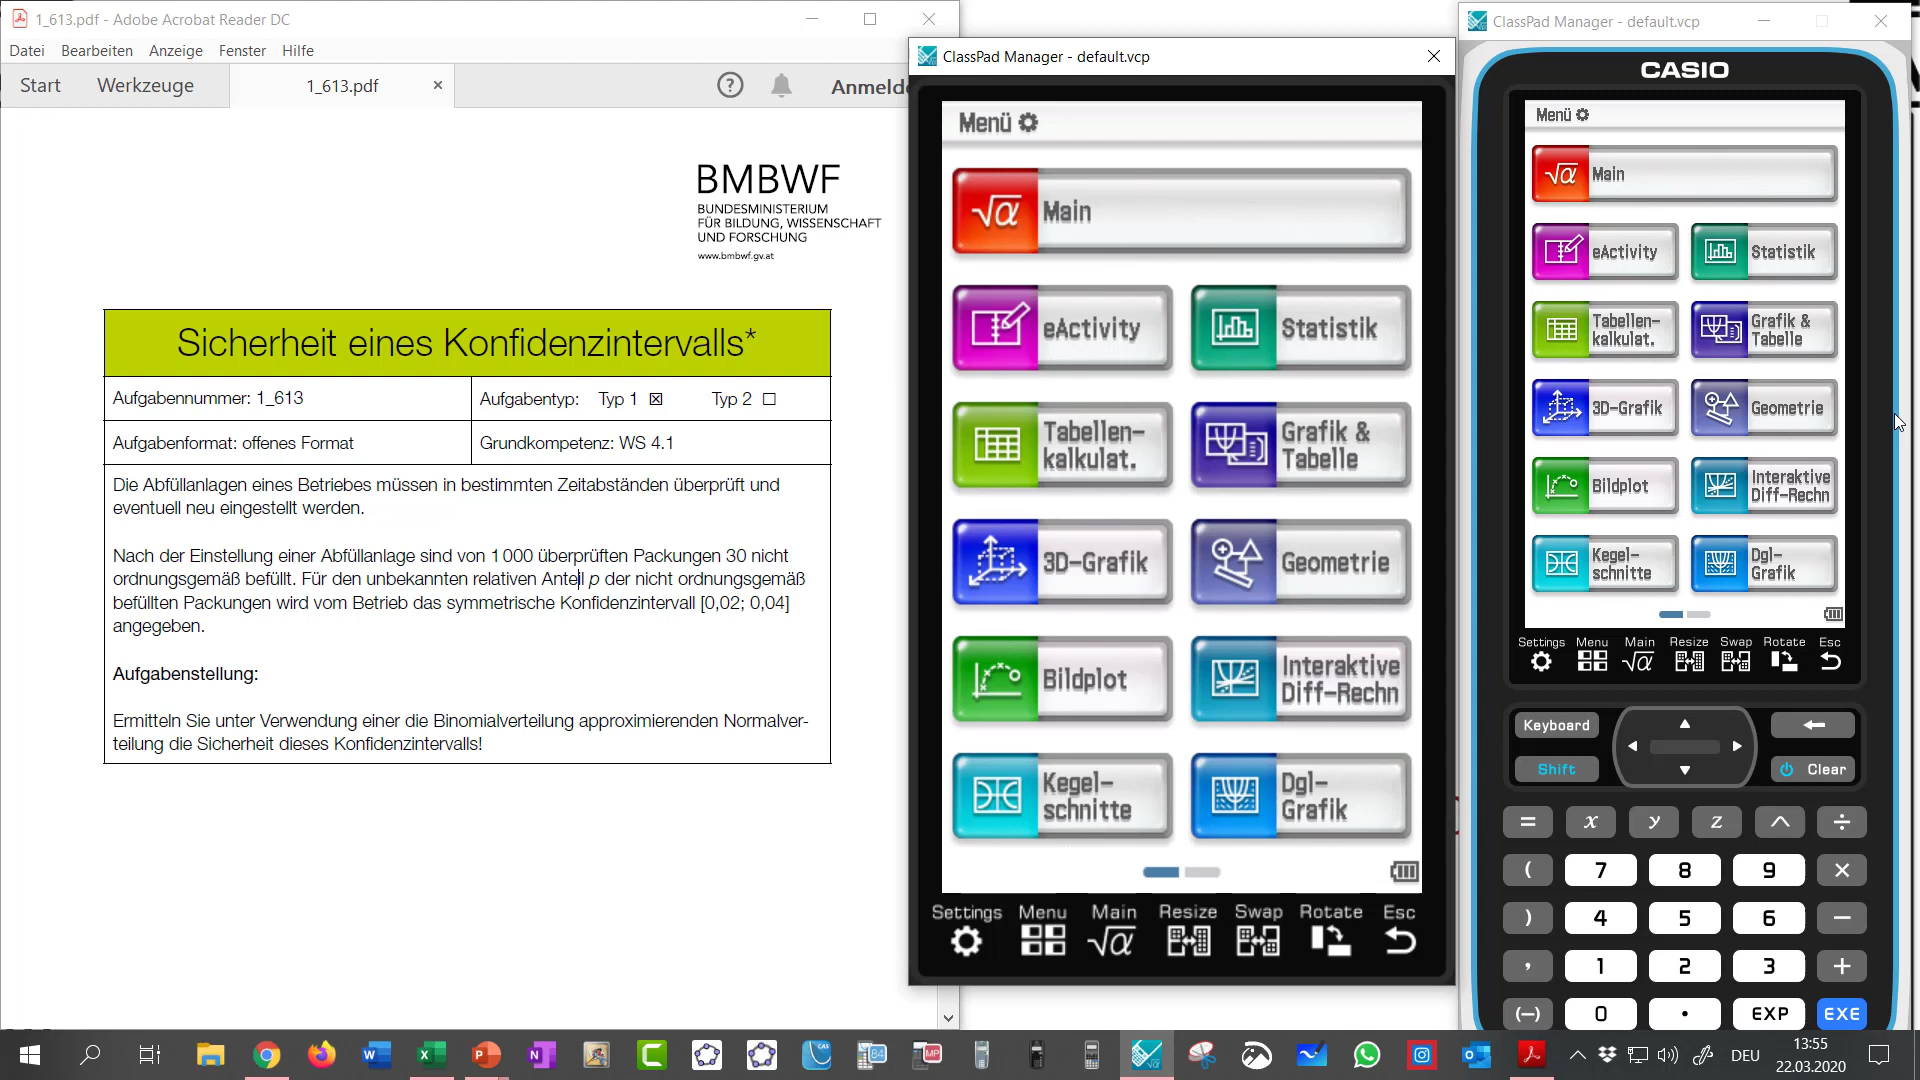 1_613.pdf - Adobe Acrobat Reader DC
Datei Bearbeiten Anzeige Fenster Hilfe
Start Werkzeuge 1_613.pdf × ? Anmelde
BMBWF
BUNDESMINISTERIUM
FÜR BILDUNG, WISSENSCHAFT
UND FORSCHUNG
www.bmbwf.gv.at
Sicherheit eines Konfidenzintervalls*
Aufgabennummer: 1_613 Aufgabentyp: Typ 1 ☒ Typ 2 ☐
Aufgabenformat: offenes Format Grundkompetenz: WS 4.1
Die Abfüllanlagen eines Betriebes müssen in bestimmten Zeitabständen überprüft und
eventuell neu eingestellt werden.
Nach der Einstellung einer Abfüllanlage sind von 1 000 überprüften Packungen 30 nicht
ordnungsgemäß befüllt. Für den unbekannten relativen Anteil p der nicht ordnungsgemäß
befüllten Packungen wird vom Betrieb das symmetrische Konfidenzintervall [0,02; 0,04]
angegeben.
Aufgabenstellung:
Ermitteln Sie unter Verwendung einer die Binomialverteilung approximierenden Normalver-
teilung die Sicherheit dieses Konfidenzintervalls!
ClassPad Manager - default.vcp
Menü
√α Main
eActivity Statistik
Tabellen-
kalkulat.
Grafik &
Tabelle
3D-Grafik Geometrie
Bildplot
Interaktive
Diff-Rechn
Kegel-
schnitte
Dgl-
Grafik
Settings Menu Main Resize Swap Rotate Esc
√α
ClassPad Manager - default.vcp
CASIO
Menü
√α Main
eActivity Statistik
Tabellen-
kalkulat.
Grafik &
Tabelle
3D-Grafik Geometrie
Bildplot
Interaktive
Diff-Rechn
Kegel-
schnitte
Dgl-
Grafik
Settings Menu Main Resize Swap Rotate Esc
√α
Keyboard
Shift Clear
= x y z ^ ÷
( 7 8 9 ×
) 4 5 6 −
, 1 2 3 +
(−) 0 · EXP EXE
CAS 84 MP
DEU
13:55
22.03.2020